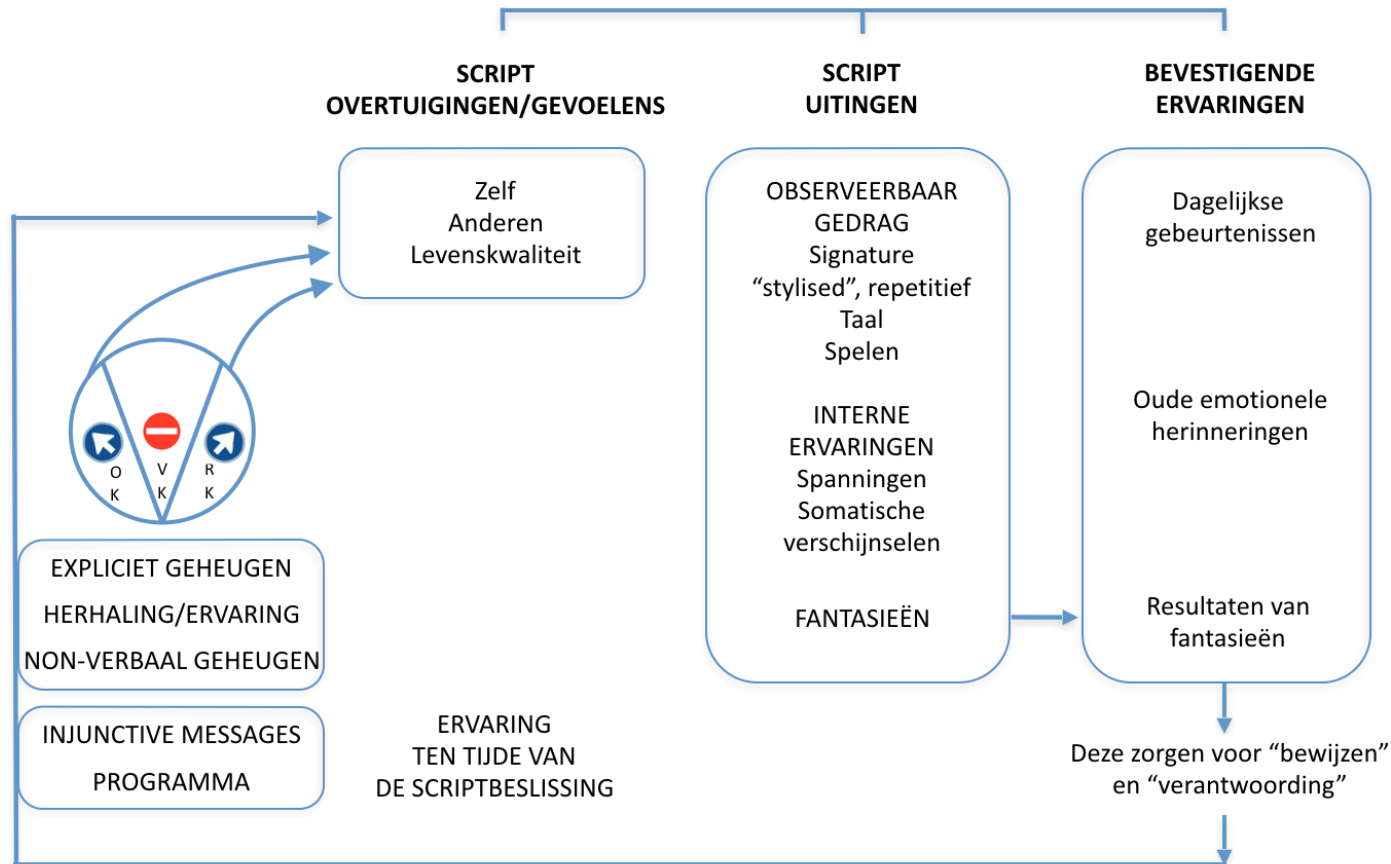 SCRIPT
OVERTUIGINGEN/GEVOELENS
Zelf
Anderen
Levenskwaliteit
O
K
V
K
R
K
EXPLICIET GEHEUGEN
HERHALING/ERVARING
NON-VERBAAL GEHEUGEN
INJUNCTIVE MESSAGES
PROGRAMMA
ERVARING
TEN TIJDE VAN
DE SCRIPTBESLISSING
SCRIPT
UITINGEN
OBSERVEERBAAR
GEDRAG
Signature
“stylised”, repetitief
Taal
Spelen
INTERNE
ERVARINGEN
Spanningen
Somatische
verschijnselen
FANTASIEËN
BEVESTIGENDE
ERVARINGEN
Dagelijkse
gebeurtenissen
Oude emotionele
herinneringen
Resultaten van
fantasieën
Deze zorgen voor “bewijzen”
en “verantwoording”